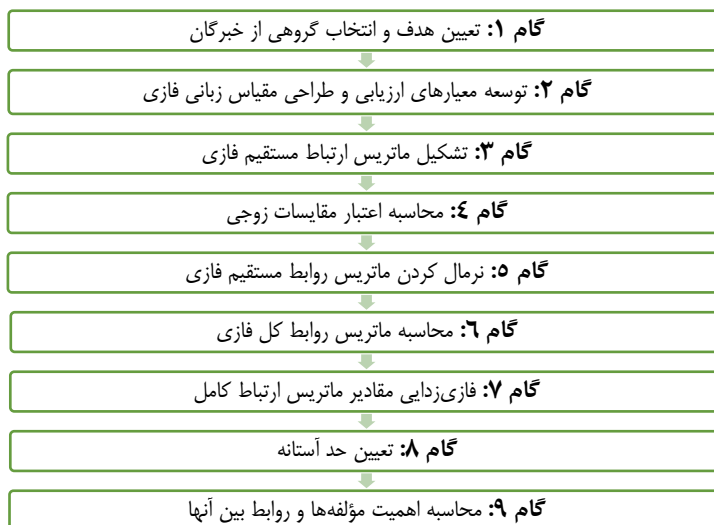 گام ۱: تعیین هدف و انتخاب گروهی از خبرگان
گام ۲: توسعه معیارهای ارزیابی و طراحی مقیاس زبانی فازی
گام ۳: تشکیل ماتریس ارتباط مستقیم فازی
گام ٤: محاسبه اعتبار مقایسات زوجی
گام ٥: نرمال کردن ماتریس روابط مستقیم فازی
گام ٦: محاسبه ماتریس روابط کل فازی
گام ۷: فازی‌زدایی مقادیر ماتریس ارتباط کامل
گام ۸: تعیین حد آستانه
گام ۹: محاسبه اهمیت مؤلفه‌ها و روابط بین آنها